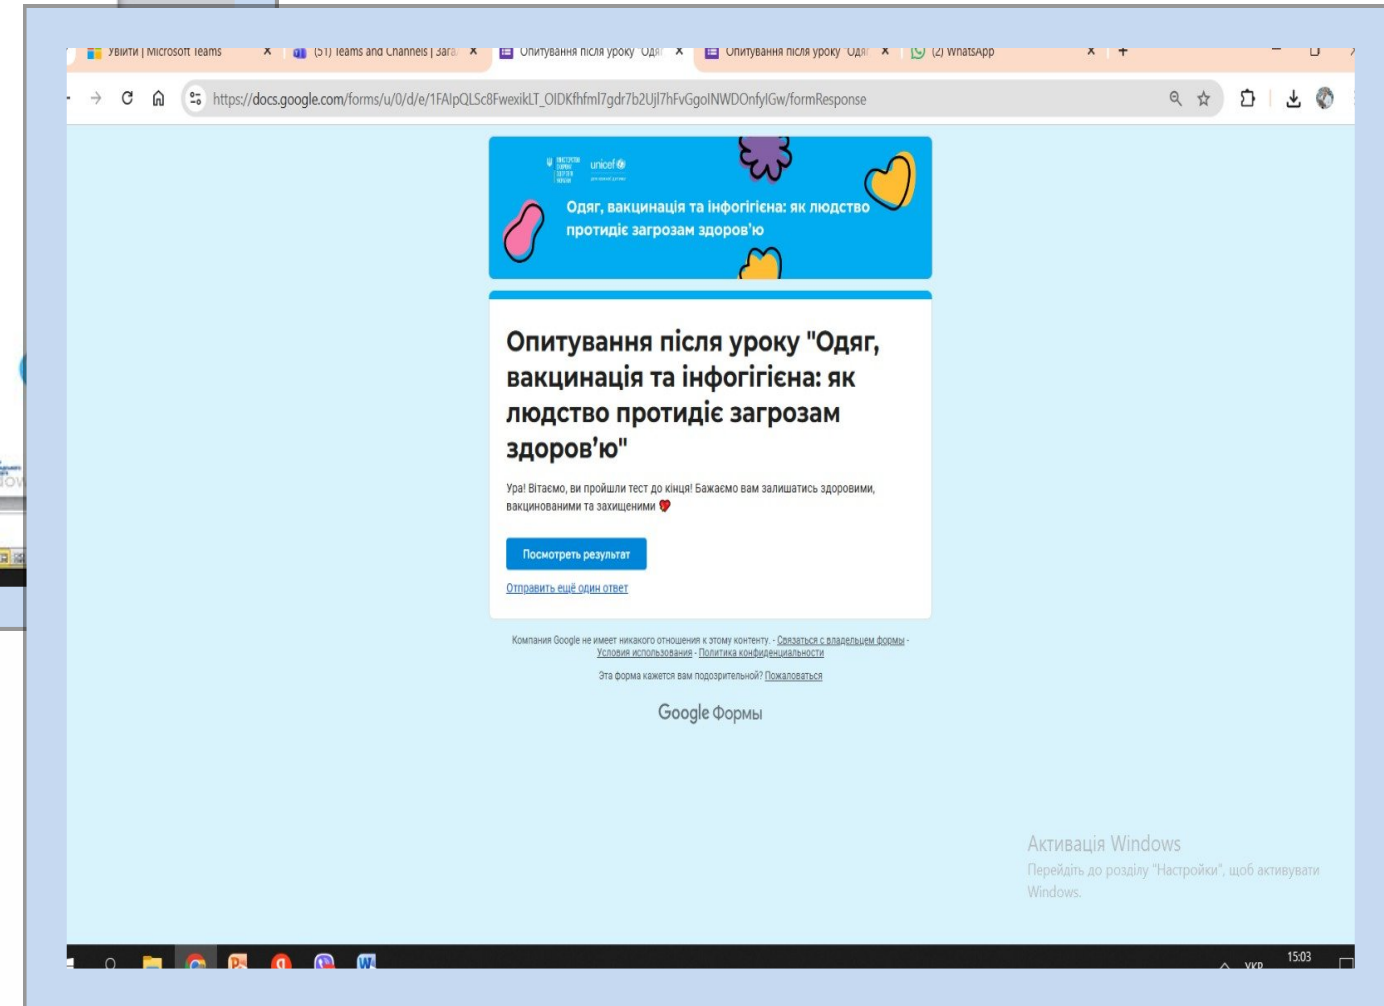 Увійти | Microsoft Teams
(51) Teams and Channels | Зага
Опитування після уроку "Одяг
Опитування після уроку "Одяг
(2) WhatsApp
https://docs.google.com/forms/u/0/d/e/1FAIpQLSc8FwexikLT_OIDKfhfml7gdr7b2Ujl7hFvGgoINWDOnfyIGw/formResponse
unicef
Одяг, вакцинація та інфогігієна: як людство
протидіє загрозам здоров'ю
Опитування після уроку "Одяг,
вакцинація та інфогігієна: як
людство протидіє загрозам
здоров’ю"
Ура! Вітаємо, ви пройшли тест до кінця! Бажаємо вам залишатись здоровими,
вакцинованими та захищеними
Посмотреть результат
Отправить ещё один ответ
Компания Google не имеет никакого отношения к этому контенту. - Связаться с владельцем формы -
Условия использования - Политика конфиденциальности
Эта форма кажется вам подозрительной? Пожаловаться
Google Формы
Активація Windows
Перейдіть до розділу "Настройки", щоб активувати
Windows.
УКР
15:03